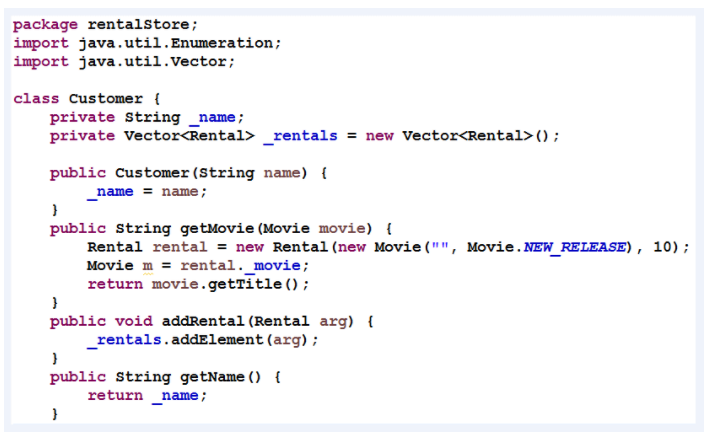 package rentalStore;
import java.util.Enumeration;
import java.util.Vector;

class Customer {
    private String _name;
    private Vector<Rental> _rentals = new Vector<Rental>();

    public Customer(String name) {
        _name = name;
    }
    public String getMovie(Movie movie) {
        Rental rental = new Rental(new Movie("", Movie.NEW_RELEASE), 10);
        Movie m = rental._movie;
        return movie.getTitle();
    }
    public void addRental(Rental arg) {
        _rentals.addElement(arg);
    }
    public String getName() {
        return _name;
    }